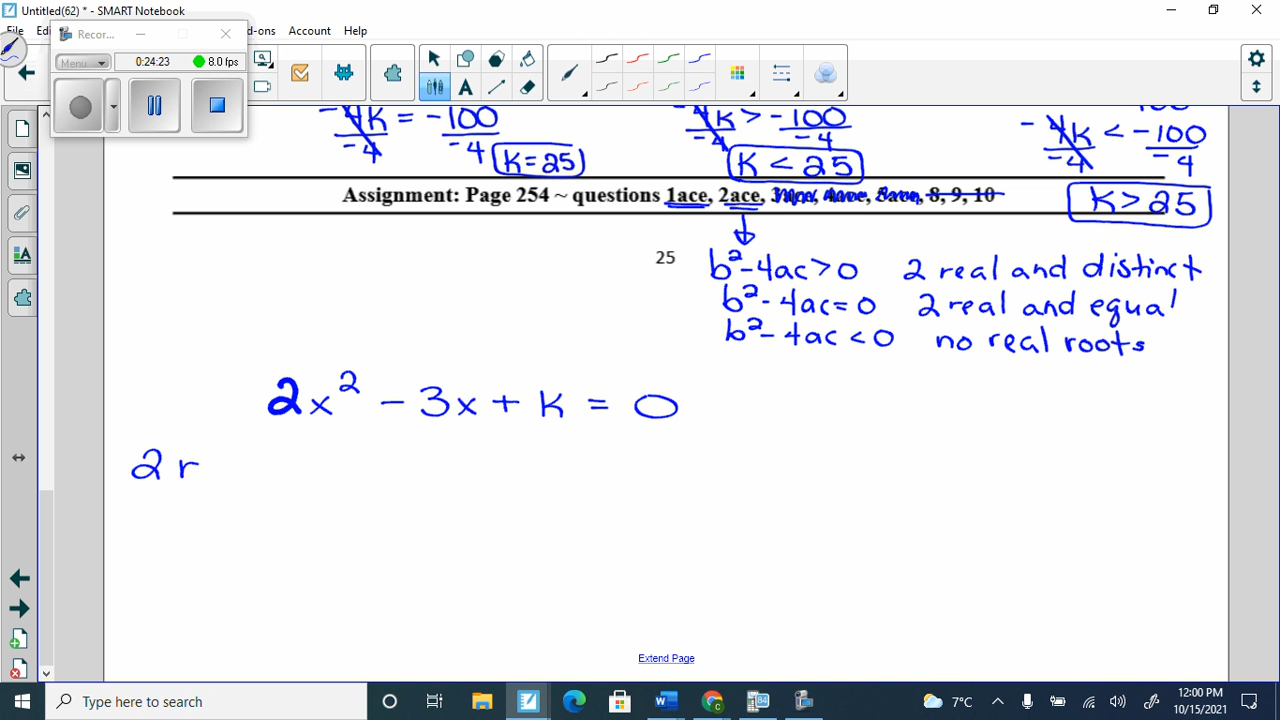 Untitled(62) * - SMART Notebook
File Ed d-ons Account Help
Recor...
Menu 0:24:23 8.0 fps
-4K = -100
-4 -4
K = 25
-4K > -100
-4 -4
K < 25
-4K < -100
-4 -4
K > 25
Assignment: Page 254 ~ questions 1ace, 2ace, 8, 9, 10
25
b² - 4ac > 0 2 real and distinct
b² - 4ac = 0 2 real and equal
b² - 4ac < 0 no real roots
2x² - 3x + K = 0
2 r
Extend Page
Type here to search
7°C
12:00 PM
10/15/2021